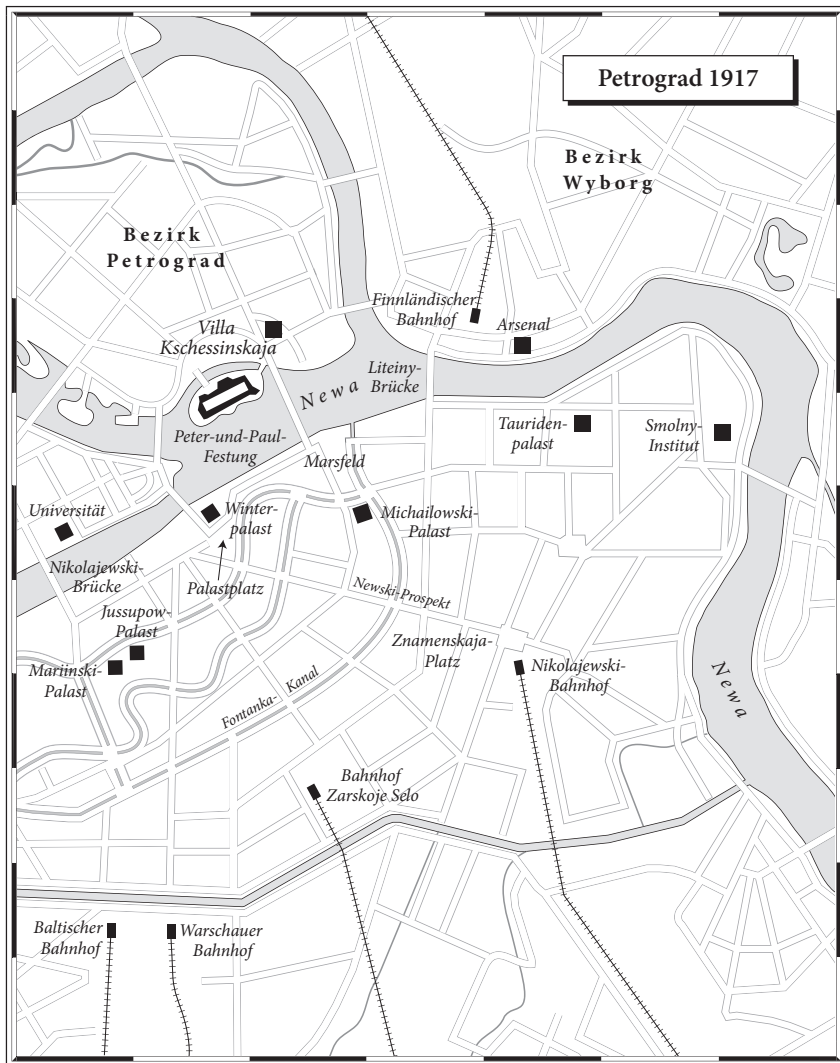 Petrograd 1917
Bezirk
Wyborg
Bezirk
Petrograd
Finnländischer
Bahnhof
Arsenal
Villa
Kschessinskaja
Liteiny-
Brücke
Newa
Peter-und-Paul-
Festung
Marsfeld
Tauriden-
palast
Smolny-
Institut
Universität
Winter-
palast
Michailowski-
Palast
Nikolajewski-
Brücke
Palastplatz
Newski-Prospekt
Jussupow-
Palast
Znamenskaja-
Platz
Mariinski-
Palast
Nikolajewski-
Bahnhof
Newa
Fontanka-Kanal
Bahnhof
Zarskoje Selo
Baltischer
Bahnhof
Warschauer
Bahnhof